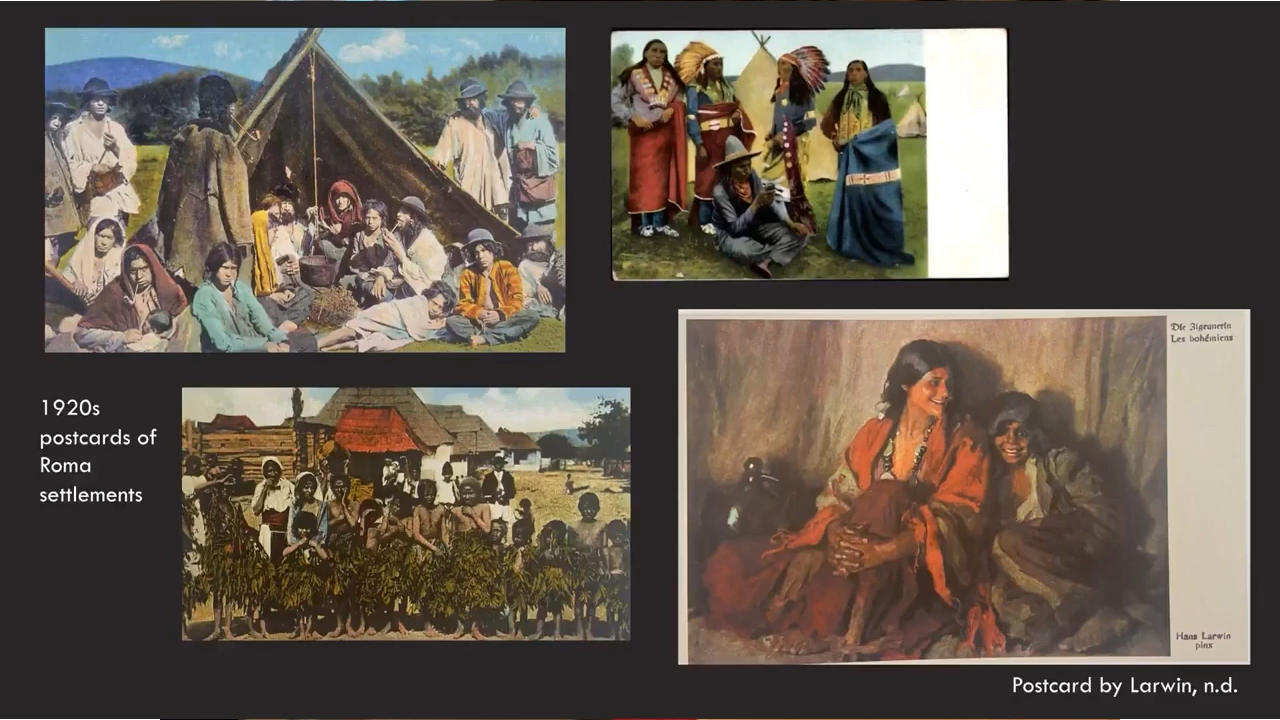 Die Zigeunerin
Les bohémiens
1920s
postcards of
Roma
settlements
Hans Larwin
pinx
Postcard by Larwin, n.d.